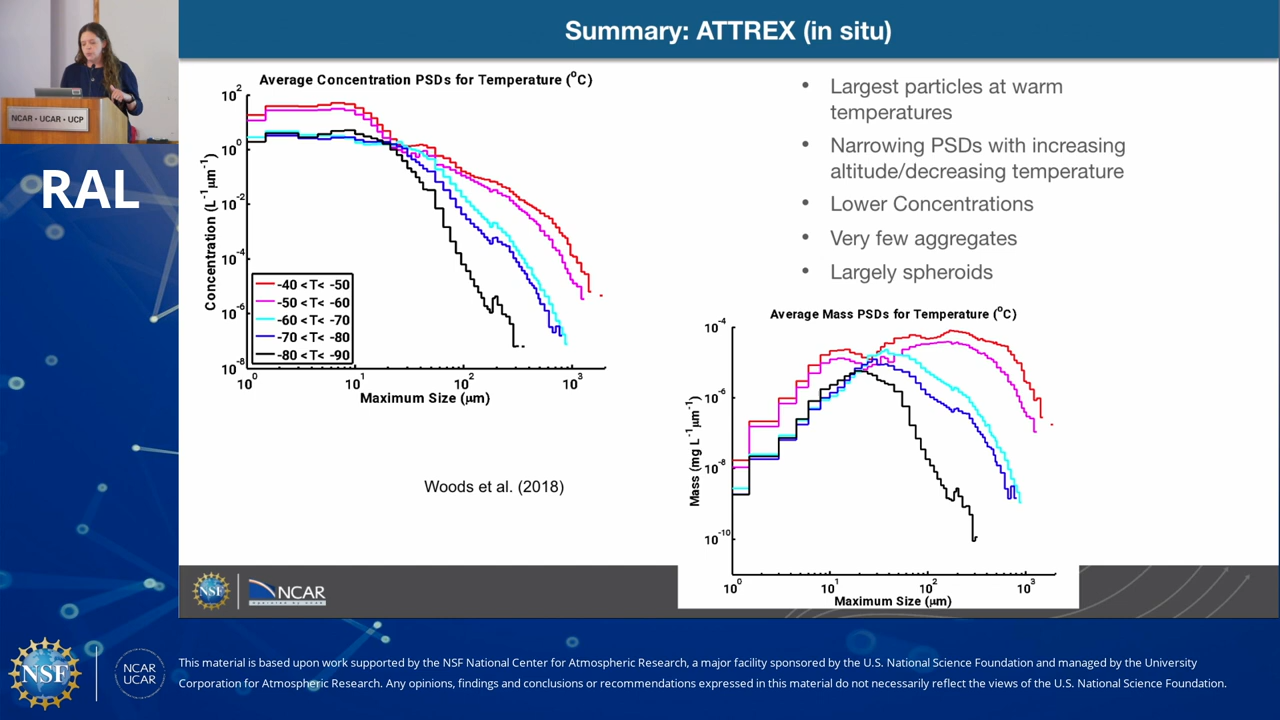 Summary: ATTREX (in situ)
NCAR • UCAR • UCP
RAL
Average Concentration PSDs for Temperature (°C)
Concentration (L⁻¹μm⁻¹)
10²
10⁰
10⁻²
10⁻⁴
10⁻⁶
10⁻⁸
-40 <T< -50
-50 <T< -60
-60 <T< -70
-70 <T< -80
-80 <T< -90
10⁰ 10¹ 10² 10³
Maximum Size (μm)
Woods et al. (2018)
• Largest particles at warm
temperatures
• Narrowing PSDs with increasing
altitude/decreasing temperature
• Lower Concentrations
• Very few aggregates
• Largely spheroids
Average Mass PSDs for Temperature (°C)
Mass (mg L⁻¹μm⁻¹)
10⁻⁴
10⁻⁶
10⁻⁸
10⁻¹⁰
10⁰ 10¹ 10² 10³
Maximum Size (μm)
NSF
NCAR
NSF
NCAR
UCAR
This material is based upon work supported by the NSF National Center for Atmospheric Research, a major facility sponsored by the U.S. National Science Foundation and managed by the University
Corporation for Atmospheric Research. Any opinions, findings and conclusions or recommendations expressed in this material do not necessarily reflect the views of the U.S. National Science Foundation.